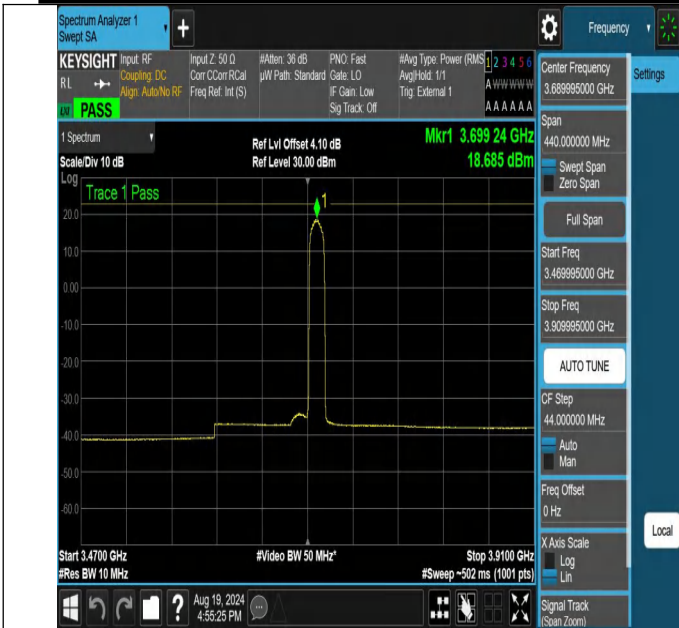 Spectrum Analyzer 1
Swept SA
+
Frequency
KEYSIGHT
RL
PASS
Input: RF
Coupling: DC
Align: Auto/No RF
Input Z: 50 Ω
Corr CCorr RCal
Freq Ref: Int (S)
#Atten: 36 dB
µW Path: Standard
PNO: Fast
Gate: LO
IF Gain: Low
Sig Track: Off
#Avg Type: Power (RMS
Avg|Hold: 1/1
Trig: External 1
1 2 3 4 5 6
A W W W W W
A A A A A A
1 Spectrum
Scale/Div 10 dB
Log
Ref Lvl Offset 4.10 dB
Ref Level 30.00 dBm
Mkr1 3.699 24 GHz
18.685 dBm
Trace 1 Pass
1
20.0
10.0
0.00
-10.0
-20.0
-30.0
-40.0
-50.0
-60.0
Start 3.4700 GHz
#Res BW 10 MHz
#Video BW 50 MHz*
Stop 3.9100 GHz
#Sweep ~502 ms (1001 pts)
Aug 19, 2024
4:55:25 PM
?
Center Frequency
3.689995000 GHz
Span
440.000000 MHz
Swept Span
Zero Span
Full Span
Start Freq
3.469995000 GHz
Stop Freq
3.909995000 GHz
AUTO TUNE
CF Step
44.000000 MHz
Auto
Man
Freq Offset
0 Hz
X Axis Scale
Log
Lin
Signal Track
(Span Zoom)
Settings
Local